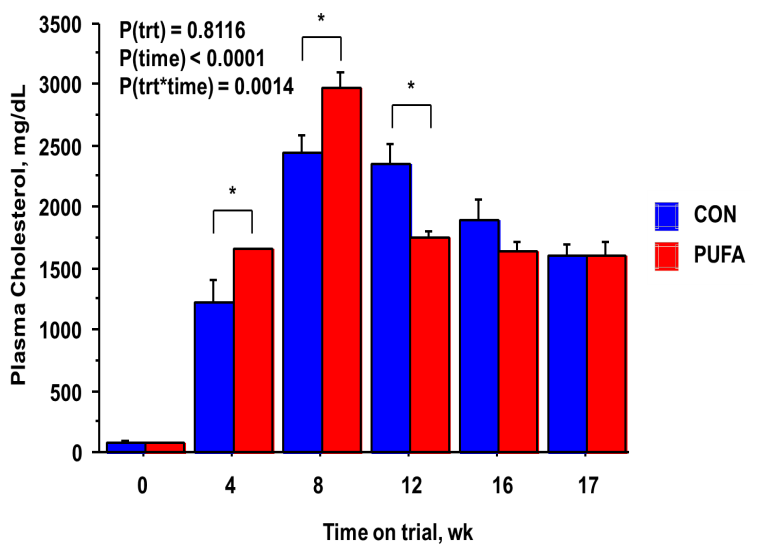 3500
3000
2500
2000
1500
1000
500
0
Plasma Cholesterol, mg/dL
P(trt) = 0.8116
P(time) < 0.0001
P(trt*time) = 0.0014
*
*
*
CON
PUFA
0 4 8 12 16 17
Time on trial, wk